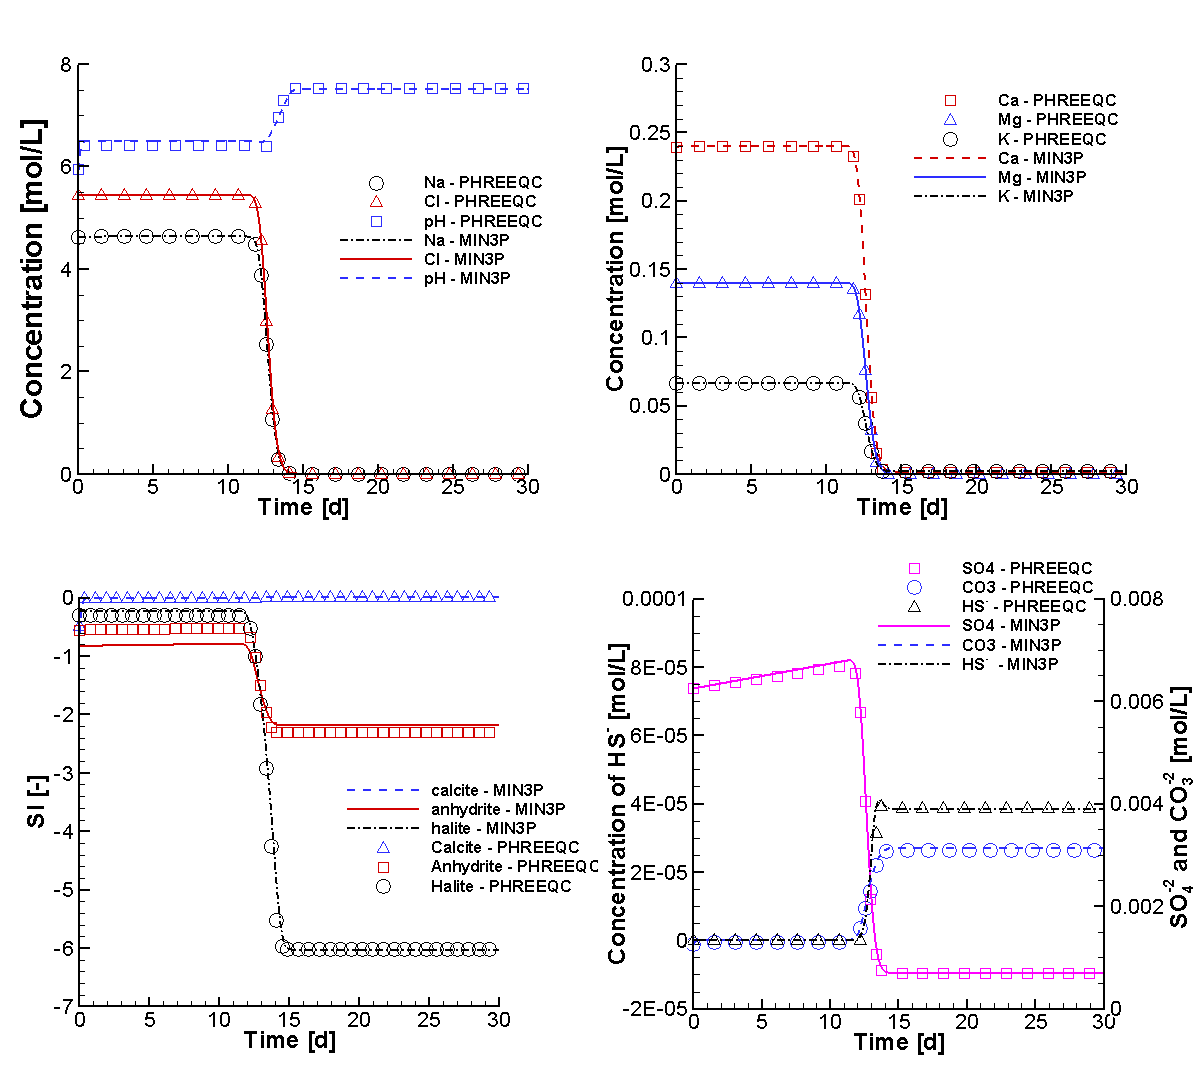 Concentration [mol/L]
8
6
4
2
0
0 5 10 15 20 25 30
Time [d]
Na - PHREEQC
Cl - PHREEQC
pH - PHREEQC
Na - MIN3P
Cl - MIN3P
pH - MIN3P
Concentration [mol/L]
0.3
0.25
0.2
0.15
0.1
0.05
0
0 5 10 15 20 25 30
Time [d]
Ca - PHREEQC
Mg - PHREEQC
K - PHREEQC
Ca - MIN3P
Mg - MIN3P
K - MIN3P
SI [-]
0
-1
-2
-3
-4
-5
-6
-7
0 5 10 15 20 25 30
Time [d]
calcite - MIN3P
anhydrite - MIN3P
halite - MIN3P
Calcite - PHREEQC
Anhydrite - PHREEQC
Halite - PHREEQC
SO4 - PHREEQC
CO3 - PHREEQC
HS⁻ - PHREEQC
SO4 - MIN3P
CO3 - MIN3P
HS⁻ - MIN3P
Concentration of HS⁻ [mol/L]
0.0001
8E-05
6E-05
4E-05
2E-05
0
-2E-05
0 5 10 15 20 25 30
Time [d]
0.008
0.006
0.004
0.002
0
SO₄⁻² and CO₃⁻² [mol/L]